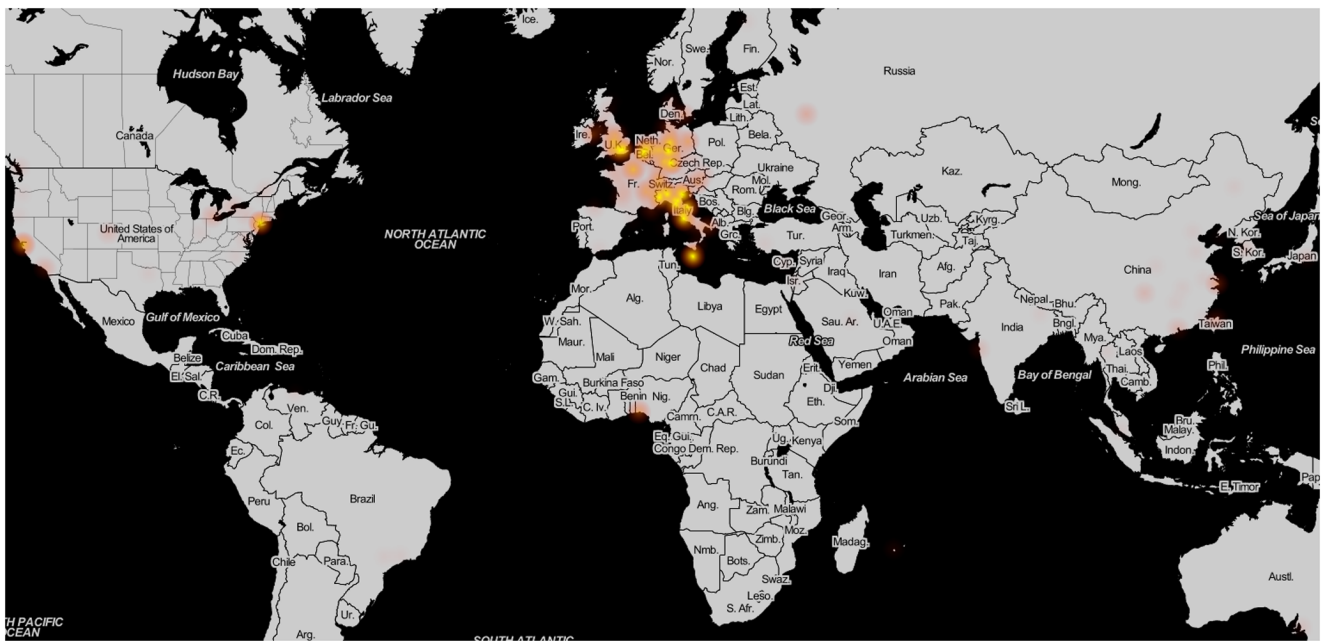 Ice.
Hudson Bay
Labrador Sea
Canada
United States of
America
NORTH ATLANTIC
OCEAN
Mexico
Gulf of Mexico
Cuba
Dom. Rep.
Belize
Caribbean Sea
El Sal.
C.R.
Ven.
Col.
Guy.
Fr. Gu.
Ec.
Peru
Brazil
Bol.
Chile
Para.
Ur.
Arg.
TH PACIFIC
OCEAN
SOUTH ATLANTIC
Nor.
Swe.
Fin.
Russia
Est.
Lat.
Lith.
Den.
Ire.
U.K.
Neth.
Bel.
Ger.
Pol.
Bela.
Czech Rep.
Ukraine
Fr.
Switz.
Aus.
Mol.
Rom.
Bos.
Italy
Blg.
Black Sea
Alb.
Grc.
Port.
Geor.
Arm.
Tur.
Kaz.
Mong.
Uzb.
Kyrg.
Turkmen.
Taj.
China
N. Kor.
S. Kor.
Sea of Japan
Japan
Tun.
Cyp.
Syria
Isr.
Iraq
Iran
Afg.
Kuw.
Pak.
Nepal
Bhu.
Mor.
Alg.
Libya
Egypt
Sau. Ar.
Oman
U.A.E.
Oman
India
Bngl.
Mya.
Taiwan
W. Sah.
Maur.
Mali
Niger
Chad
Sudan
Red Sea
Erit.
Yemen
Arabian Sea
Bay of Bengal
Laos
Thai.
Camb.
Philippine Sea
Phil.
Gam.
Gui.
S.L.
Burkina Faso
C. Iv.
Benin
Nig.
Camrn.
C.A.R.
Dji.
Eth.
Som.
Sri L.
Eq. Gui.
Congo
Dem. Rep.
Ug.
Kenya
Burundi
Tan.
Bru.
Malay.
Indon.
E. Timor
Pap
Ang.
Zam.
Malawi
Moz.
Zimb.
Madag.
Nmb.
Bots.
Swaz.
Leso.
S. Afr.
Austl.